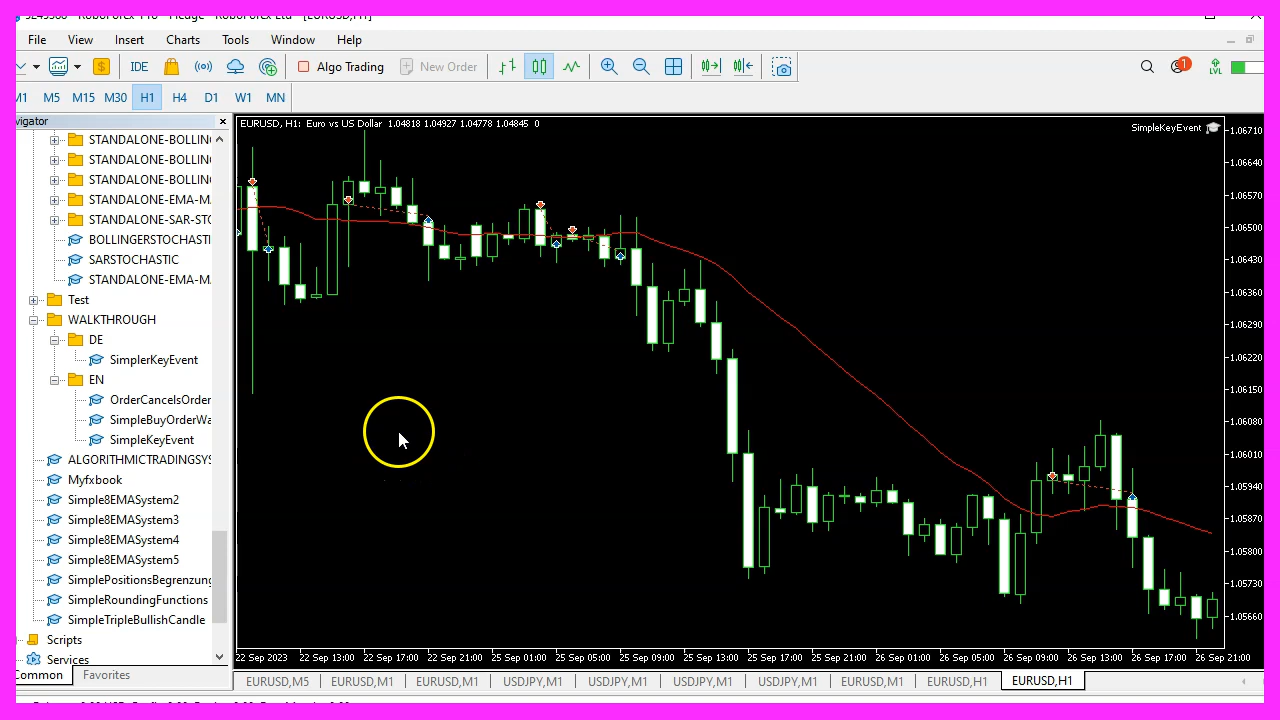 File View Insert Charts Tools Window Help
IDE Algo Trading New Order 1 LVL
M1 M5 M15 M30 H1 H4 D1 W1 MN
vigator
STANDALONE-BOLLIN
STANDALONE-BOLLIN
STANDALONE-BOLLIN
STANDALONE-EMA-MA
STANDALONE-SAR-STO
BOLLINGERSTOCHASTI
SARSTOCHASTIC
STANDALONE-EMA-MA
Test
WALKTHROUGH
DE
SimplerKeyEvent
EN
OrderCancelsOrder
SimpleBuyOrderWa
SimpleKeyEvent
ALGORITHMICTRADINGSYS
Myfxbook
Simple8EMASystem2
Simple8EMASystem3
Simple8EMASystem4
Simple8EMASystem5
SimplePositionsBegrenzung
SimpleRoundingFunctions
SimpleTripleBullishCandle
Scripts
Services
Common Favorites
EURUSD, H1: Euro vs US Dollar 1.04818 1.04927 1.04778 1.04845 0
SimpleKeyEvent
1.06710
1.06640
1.06570
1.06500
1.06430
1.06360
1.06290
1.06220
1.06150
1.06080
1.06010
1.05940
1.05870
1.05800
1.05730
1.05660
22 Sep 2023 22 Sep 13:00 22 Sep 17:00 22 Sep 21:00 25 Sep 01:00 25 Sep 05:00 25 Sep 09:00 25 Sep 13:00 25 Sep 17:00 25 Sep 21:00 26 Sep 01:00 26 Sep 05:00 26 Sep 09:00 26 Sep 13:00 26 Sep 17:00 26 Sep 21:00
EURUSD,M5 EURUSD,M1 EURUSD,M1 USDJPY,M1 USDJPY,M1 USDJPY,M1 USDJPY,M1 EURUSD,M1 EURUSD,H1 EURUSD,H1